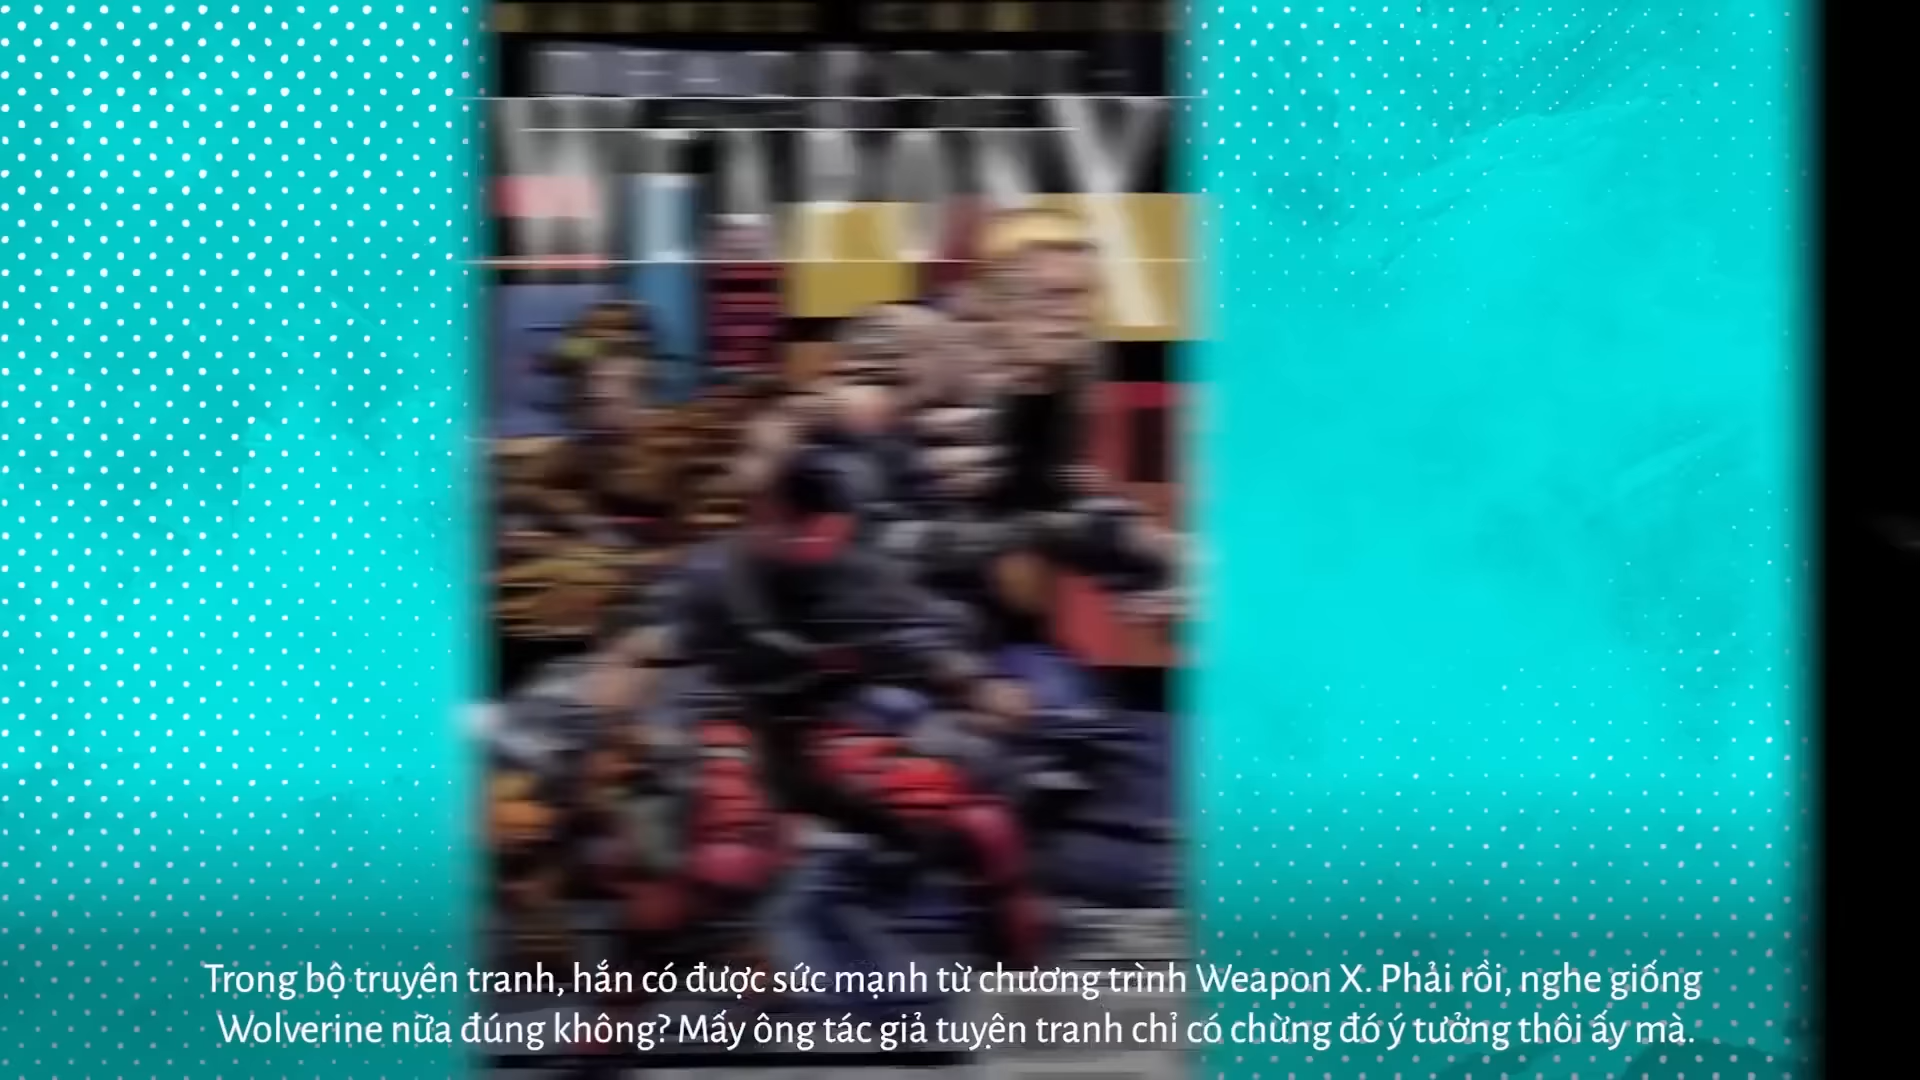 Trong bộ truyện tranh, hắn có được sức mạnh từ chương trình Weapon X. Phải rồi, nghe giống
Wolverine nữa đúng không? Mấy ông tác giả tuyện tranh chỉ có chừng đó ý tưởng thôi ấy mà.